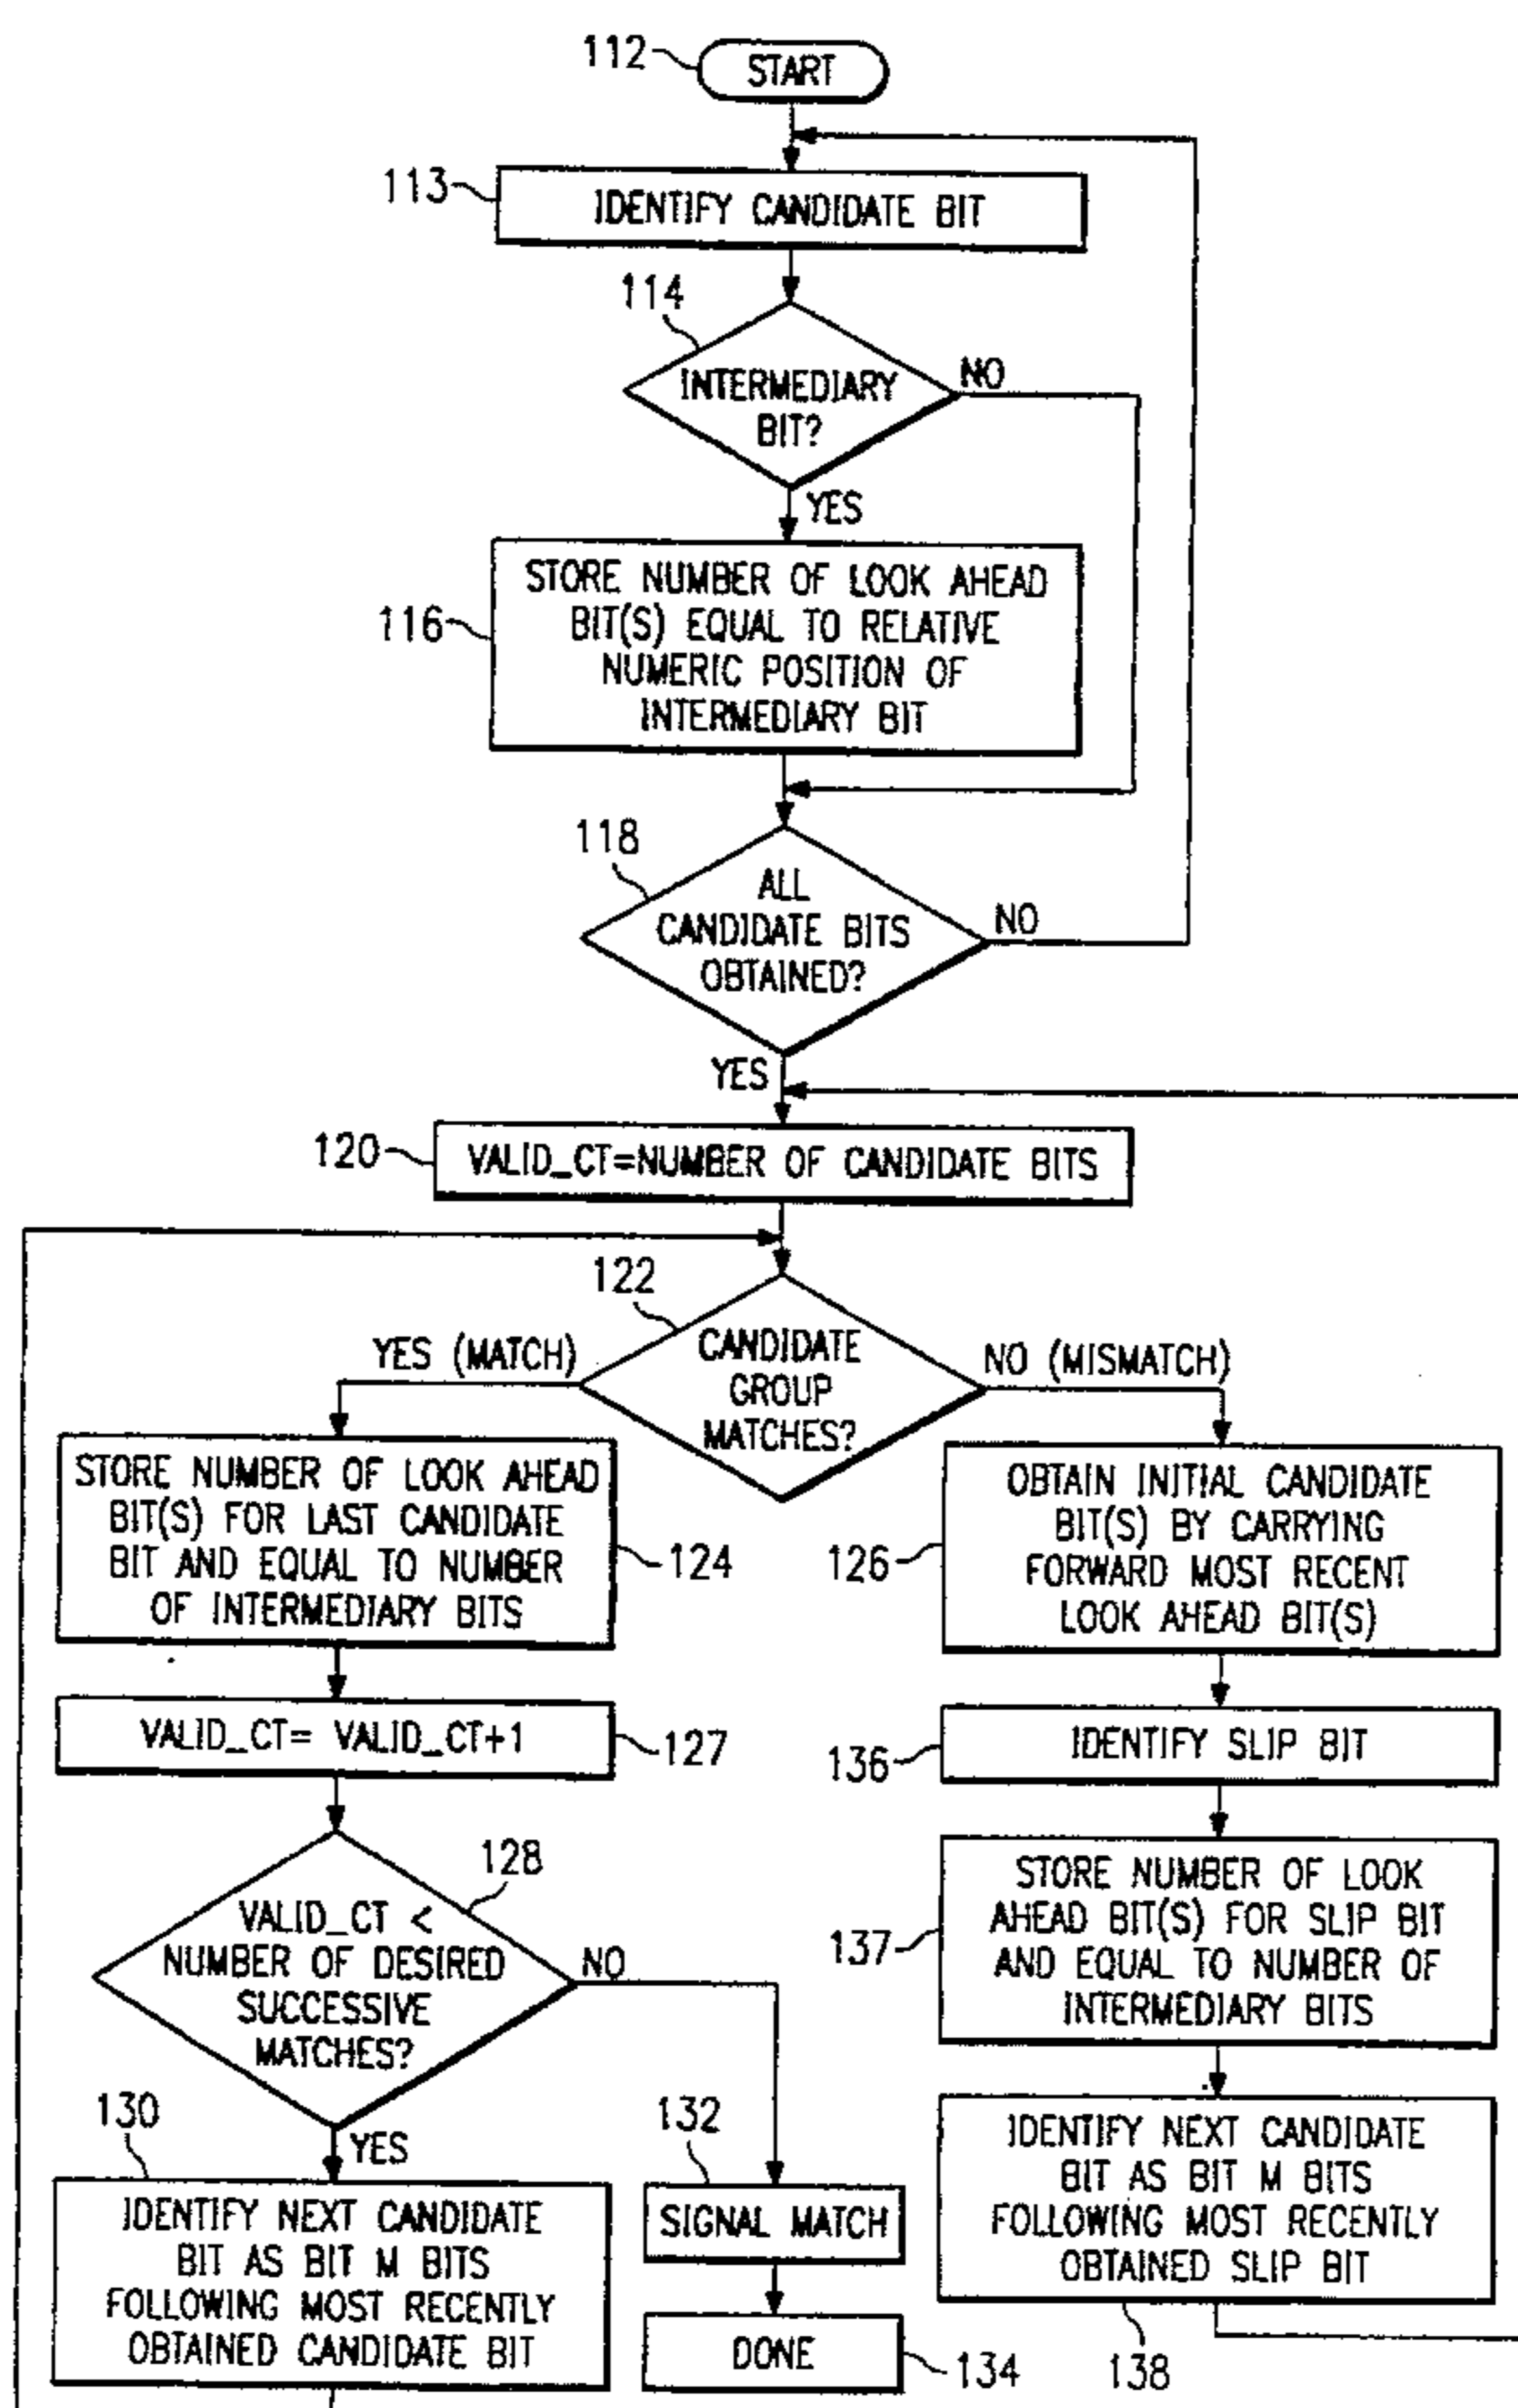 112
START
113
IDENTIFY CANDIDATE BIT
114
INTERMEDIARY
BIT?
NO
YES
116
STORE NUMBER OF LOOK AHEAD
BIT(S) EQUAL TO RELATIVE
NUMERIC POSITION OF
INTERMEDIARY BIT
118
ALL
CANDIDATE BITS
OBTAINED?
NO
YES
120
VALID_CT=NUMBER OF CANDIDATE BITS
122
CANDIDATE
GROUP
MATCHES?
YES (MATCH)
NO (MISMATCH)
STORE NUMBER OF LOOK AHEAD
BIT(S) FOR LAST CANDIDATE
BIT AND EQUAL TO NUMBER
OF INTERMEDIARY BITS
124
126
OBTAIN INITIAL CANDIDATE
BIT(S) BY CARRYING
FORWARD MOST RECENT
LOOK AHEAD BIT(S)
VALID_CT= VALID_CT+1
127
136
IDENTIFY SLIP BIT
128
VALID_CT <
NUMBER OF DESIRED
SUCCESSIVE
MATCHES?
NO
YES
137
STORE NUMBER OF LOOK
AHEAD BIT(S) FOR SLIP BIT
AND EQUAL TO NUMBER OF
INTERMEDIARY BITS
130
IDENTIFY NEXT CANDIDATE
BIT AS BIT M BITS
FOLLOWING MOST RECENTLY
OBTAINED CANDIDATE BIT
132
SIGNAL MATCH
DONE
134
IDENTIFY NEXT CANDIDATE
BIT AS BIT M BITS
FOLLOWING MOST RECENTLY
OBTAINED SLIP BIT
138